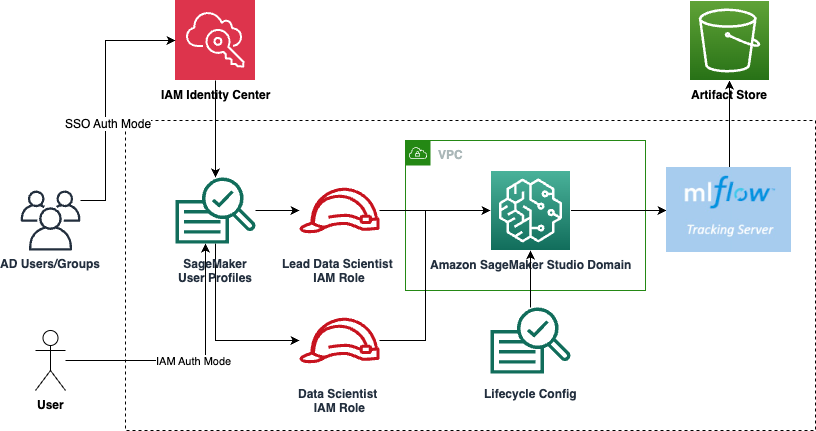 IAM Identity Center
Artifact Store
SSO Auth Mode
VPC
mlflow™
Tracking Server
AD Users/Groups
SageMaker
User Profiles
Lead Data Scientist
IAM Role
Amazon SageMaker Studio Domain
IAM Auth Mode
User
Data Scientist
IAM Role
Lifecycle Config